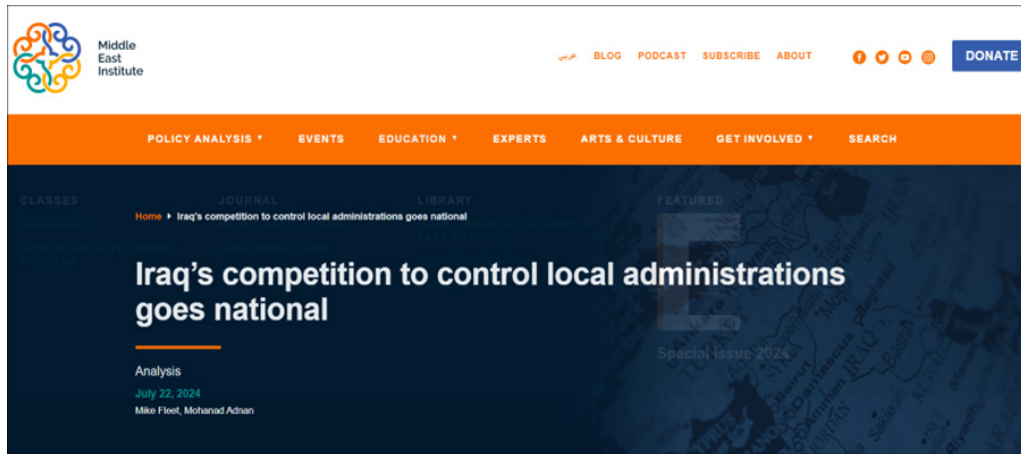 Middle
East
Institute
عربي BLOG PODCAST SUBSCRIBE ABOUT
DONATE
POLICY ANALYSIS EVENTS EDUCATION EXPERTS ARTS & CULTURE GET INVOLVED SEARCH
CLASSES JOURNAL LIBRARY FEATURED
Home Iraq's competition to control local administrations goes national
Iraq's competition to control local administrations
goes national
Special Issue 2024
Analysis
July 22, 2024
Mike Fleet, Mohanad Adnan